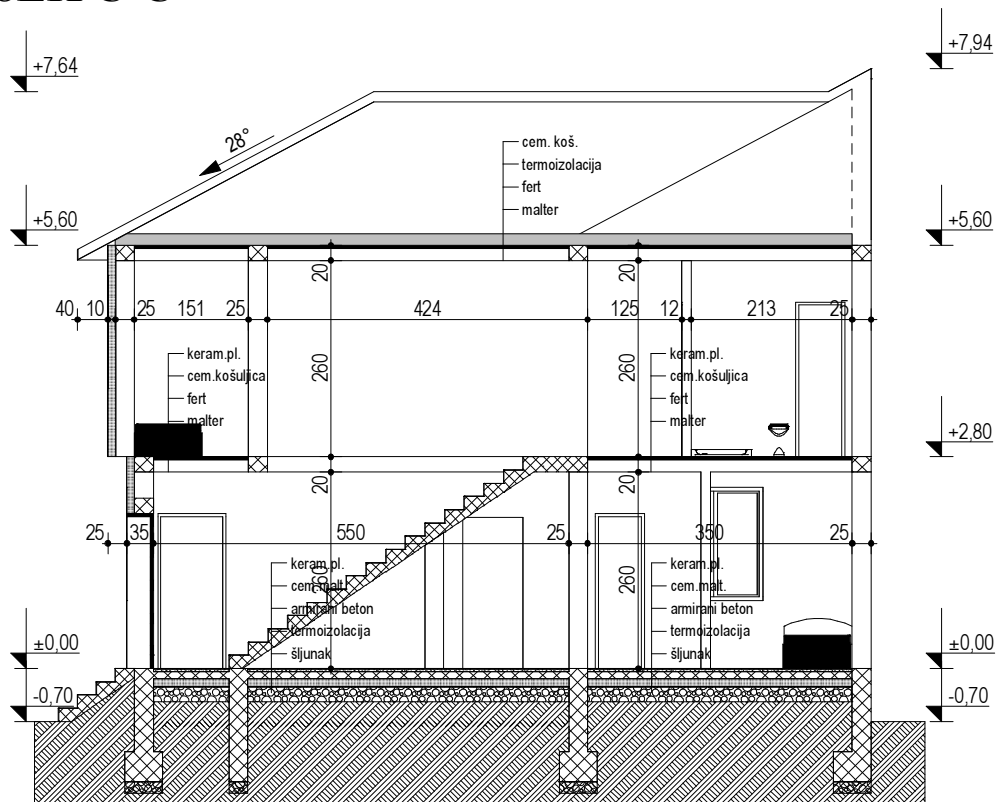 +7,64
+7,94
28°
cem. koš.
termoizolacija
fert
malter
+5,60
+5,60
20
20
40 10 25 151 25 424 125 12 213 25
keram.pl.
cem.košuljica
fert
malter
260
260
keram.pl.
cem.košuljica
fert
malter
+2,80
+2,80
20
20
25 35 550 25 350 25
keram.pl.
cem.malt.
armirani beton
termoizolacija
šljunak
260
260
keram.pl.
cem.malt.
armirani beton
termoizolacija
šljunak
±0,00
±0,00
-0,70
-0,70